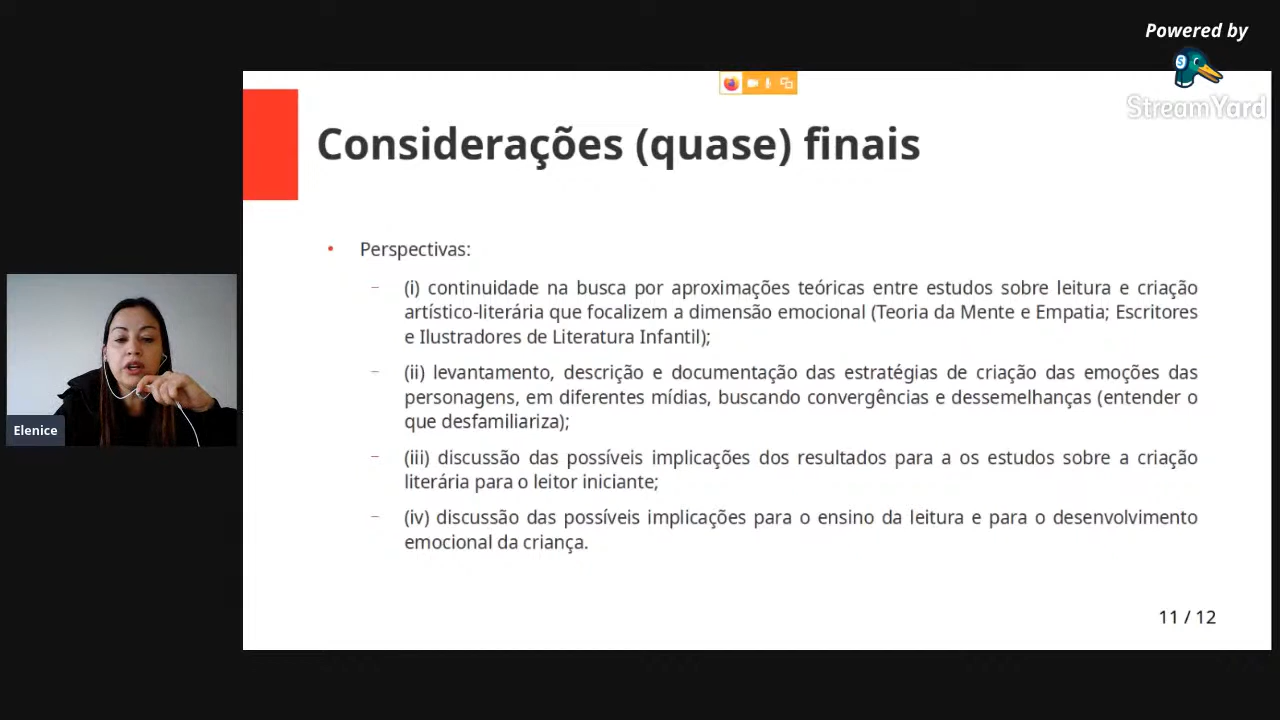 Powered by
StreamYard
Considerações (quase) finais
• Perspectivas:
– (i) continuidade na busca por aproximações teóricas entre estudos sobre leitura e criação
artístico-literária que focalizem a dimensão emocional (Teoria da Mente e Empatia; Escritores
e Ilustradores de Literatura Infantil);
– (ii) levantamento, descrição e documentação das estratégias de criação das emoções das
personagens, em diferentes mídias, buscando convergências e dessemelhanças (entender o
que desfamiliariza);
– (iii) discussão das possíveis implicações dos resultados para a os estudos sobre a criação
literária para o leitor iniciante;
– (iv) discussão das possíveis implicações para o ensino da leitura e para o desenvolvimento
emocional da criança.
Elenice
11 / 12